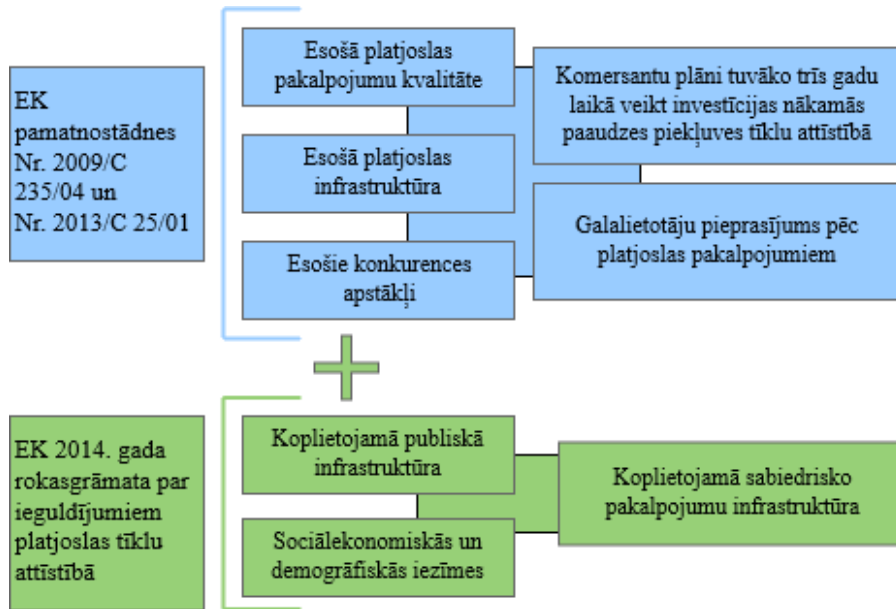 EK
pamatnostādnes
Nr. 2009/C
235/04 un
Nr. 2013/C 25/01
Esošā platjoslas
pakalpojumu kvalitāte
Esošā platjoslas
infrastruktūra
Esošie konkurences
apstākļi
Komersantu plāni tuvāko trīs gadu
laikā veikt investīcijas nākamās
paaudzes piekļuves tīklu attīstībā
Galalietotāju pieprasījums pēc
platjoslas pakalpojumiem
EK 2014. gada
rokasgrāmata par
ieguldījumiem
platjoslas tīklu
attīstībā
Koplietojamā publiskā
infrastruktūra
Sociālekonomiskās un
demogrāfiskās iezīmes
Koplietojamā sabiedrisko
pakalpojumu infrastruktūra